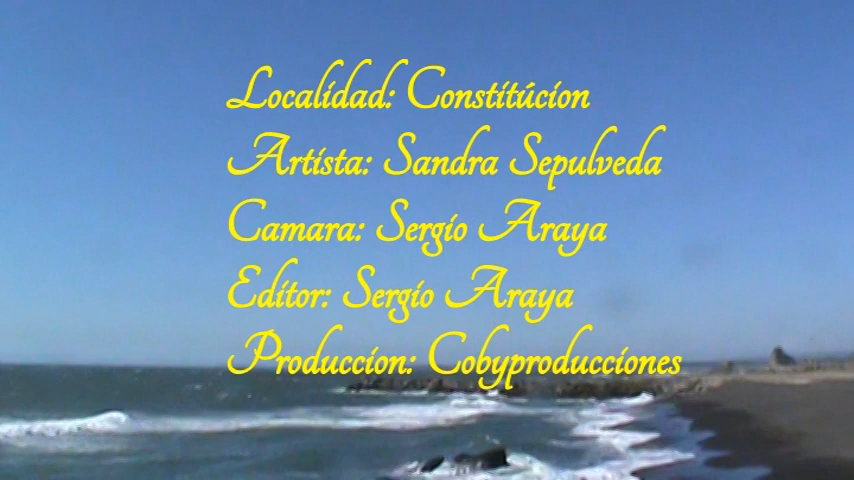 Localidad: Constitúcion
Artista: Sandra Sepulveda
Camara: Sergio Araya
Editor: Sergio Araya
Produccion: Cobyproducciones